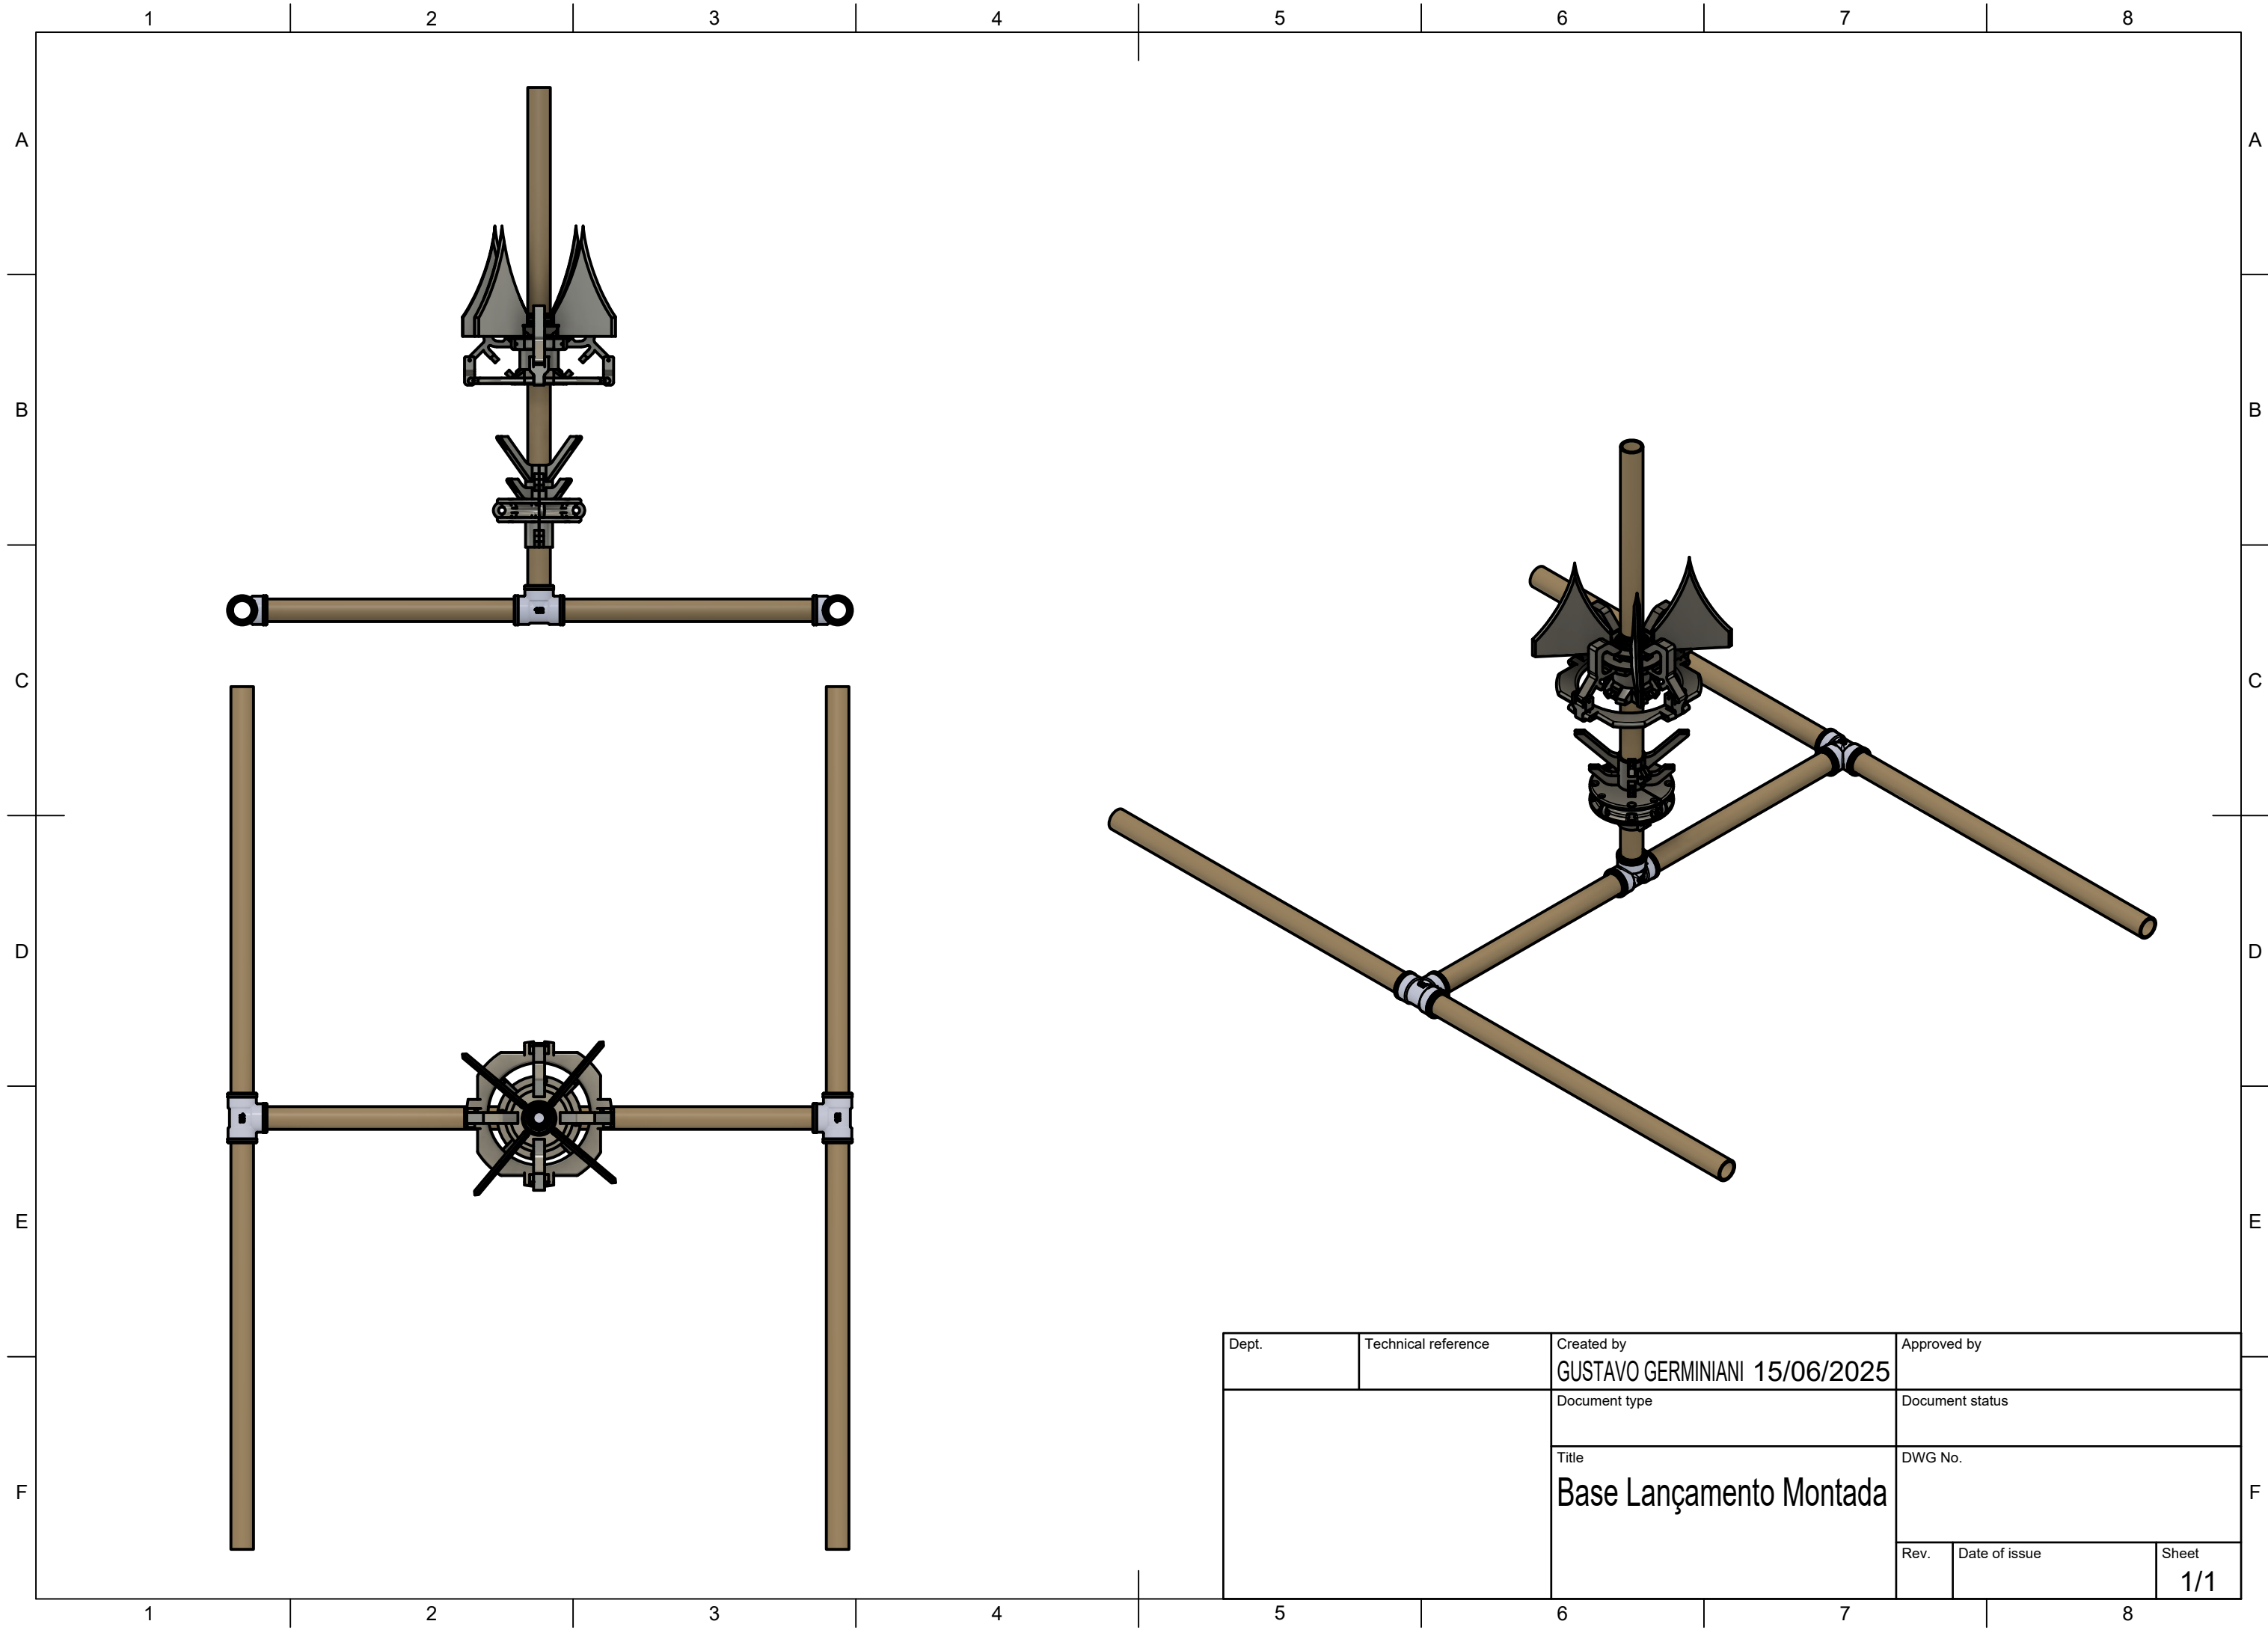 1 2 3 4 5 6 7 8
A A
B B
C C
D D
E E
F F
Dept. Technical reference Created by Approved by
GUSTAVO GERMINIANI 15/06/2025
Document type Document status
Title DWG No.
Base Lançamento Montada
Rev. Date of issue Sheet
1/1
1 2 3 4 5 6 7 8